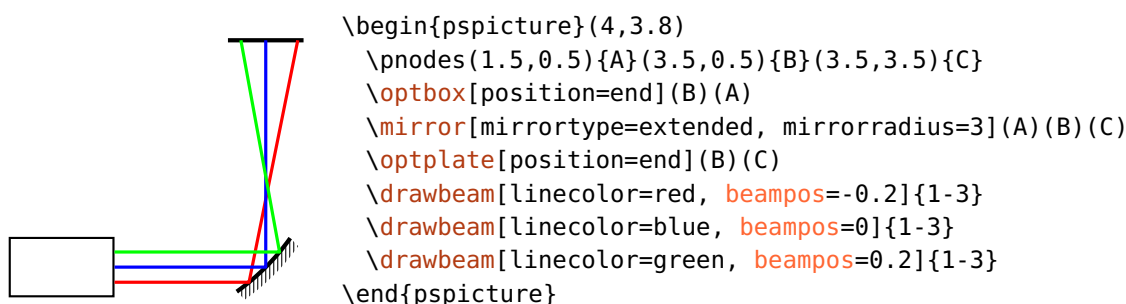 \begin{pspicture}(4,3.8)
\pnodes(1.5,0.5){A}(3.5,0.5){B}(3.5,3.5){C}
\optbox[position=end](B)(A)
\mirror[mirrortype=extended, mirrorradius=3](A)(B)(C)
\optplate[position=end](B)(C)
\drawbeam[linecolor=red, beampos=-0.2]{1-3}
\drawbeam[linecolor=blue, beampos=0]{1-3}
\drawbeam[linecolor=green, beampos=0.2]{1-3}
\end{pspicture}